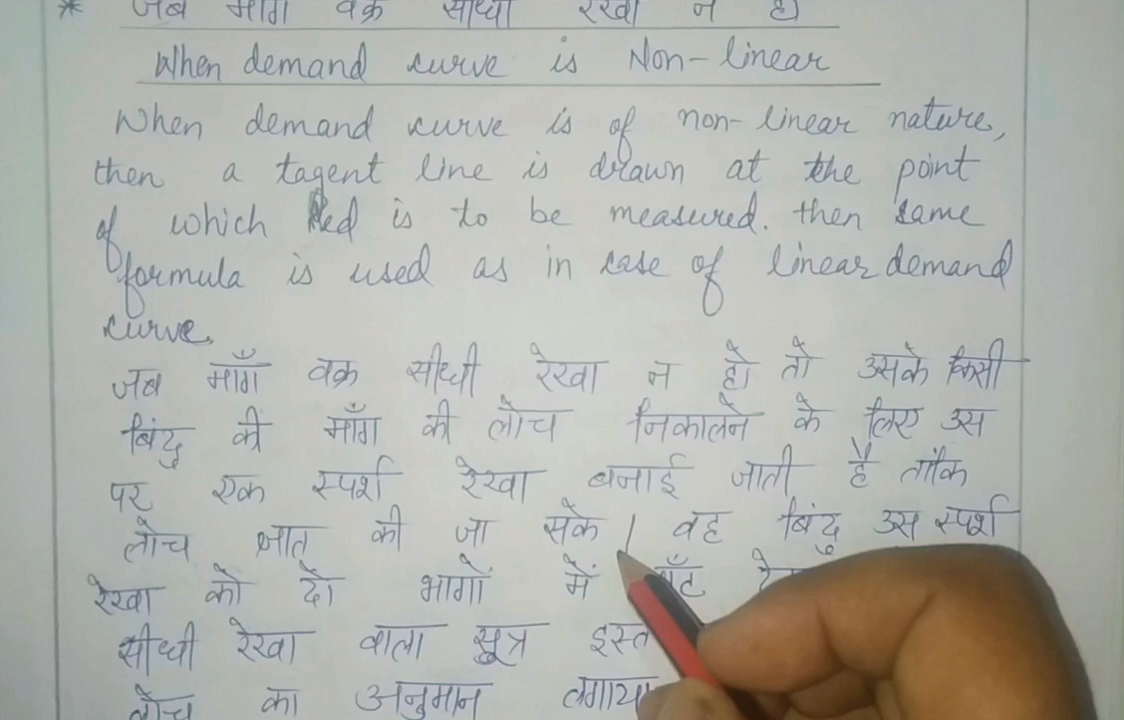 * जब माँग वक्र सीधी रेखा न हो
When demand curve is Non-linear
When demand curve is of non-linear nature,
then a tagent line is drawn at the point
of which ed is to be measured. then same
formula is used as in case of linear demand
curve.
जब माँग वक्र सीधी रेखा न हो तो उसके किसी
बिंदु की माँग की लोच निकालने के लिए उस
पर एक स्पर्श रेखा बनाई जाती है ताकि
लोच ज्ञात की जा सके। वह बिंदु उस स्पर्श
रेखा को दो भागों में
सीधी रेखा वाला सूत्र
लोच का अनुमान